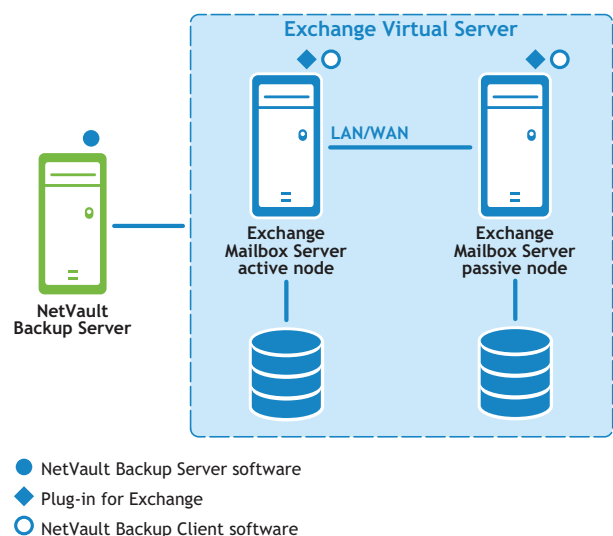 Exchange Virtual Server
LAN/WAN
Exchange
Mailbox Server
active node
Exchange
Mailbox Server
passive node
NetVault
Backup Server
NetVault Backup Server software
Plug-in for Exchange
NetVault Backup Client software